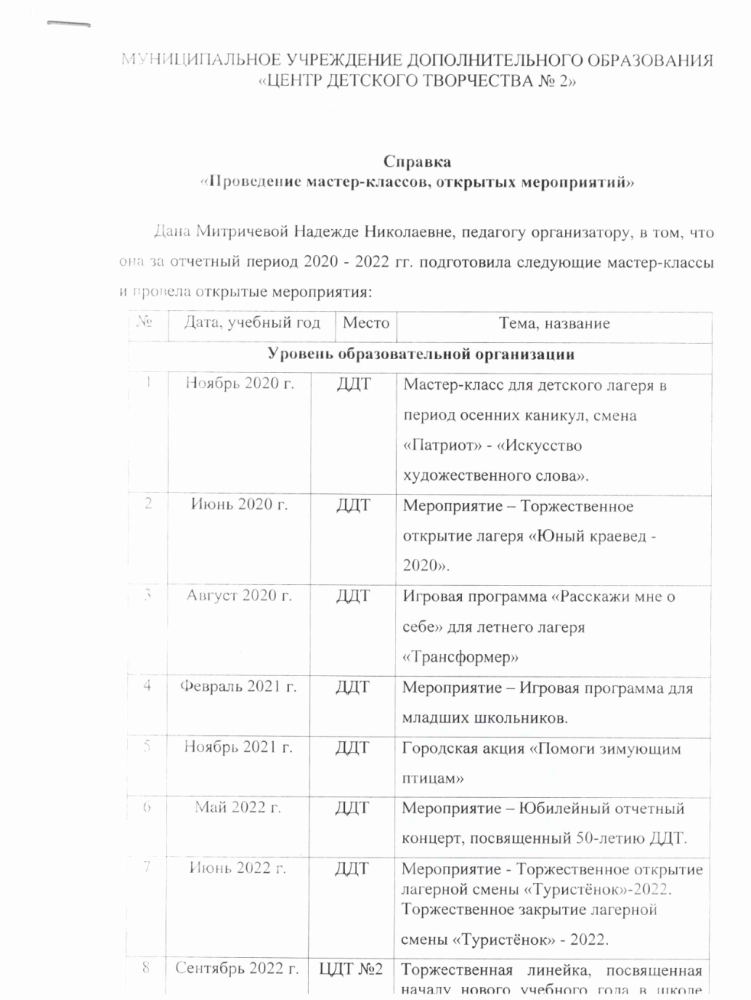 МУНИЦИПАЛЬНОЕ УЧРЕЖДЕНИЕ ДОПОЛНИТЕЛЬНОГО ОБРАЗОВАНИЯ
«ЦЕНТР ДЕТСКОГО ТВОРЧЕСТВА № 2»
Справка
«Проведение мастер-классов, открытых мероприятий»
Дана Митричевой Надежде Николаевне, педагогу организатору, в том, что
она за отчетный период 2020 - 2022 гг. подготовила следующие мастер-классы
и провела открытые мероприятия:
№ Дата, учебный год Место Тема, название
Уровень образовательной организации
1 Ноябрь 2020 г. ДДТ Мастер-класс для детского лагеря в
период осенних каникул, смена
«Патриот» - «Искусство
художественного слова».
2 Июнь 2020 г. ДДТ Мероприятие – Торжественное
открытие лагеря «Юный краевед -
2020».
3 Август 2020 г. ДДТ Игровая программа «Расскажи мне о
себе» для летнего лагеря
«Трансформер»
4 Февраль 2021 г. ДДТ Мероприятие – Игровая программа для
младших школьников.
5 Ноябрь 2021 г. ДДТ Городская акция «Помоги зимующим
птицам»
6 Май 2022 г. ДДТ Мероприятие – Юбилейный отчетный
концерт, посвященный 50-летию ДДТ.
7 Июнь 2022 г. ДДТ Мероприятие - Торжественное открытие
лагерной смены «Туристёнок»-2022.
Торжественное закрытие лагерной
смены «Туристёнок» - 2022.
8 Сентябрь 2022 г. ЦДТ №2 Торжественная линейка, посвященная
началу нового учебного года в школе